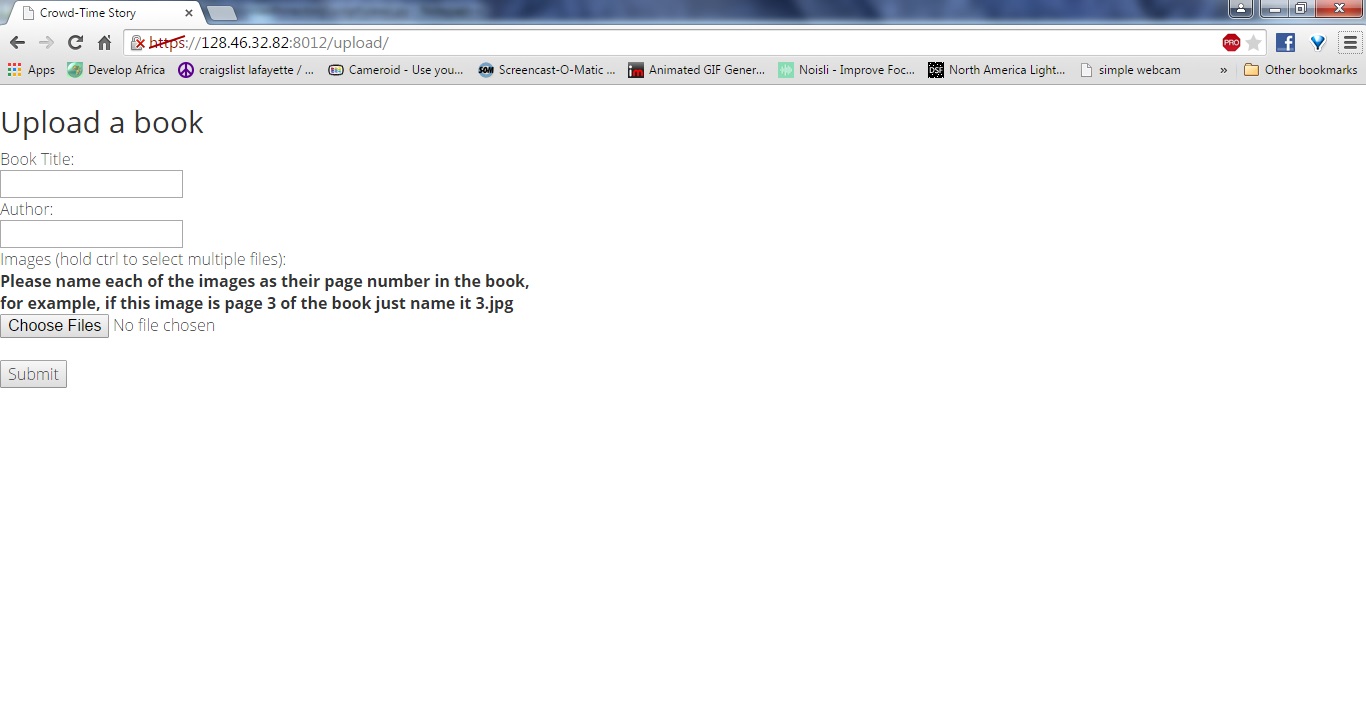 Crowd-Time Story
https://128.46.32.82:8012/upload/
PRO
Apps Develop Africa craigslist lafayette / ... Cameroid - Use you... SOM Screencast-O-Matic ... im Animated GIF Gener... Noisli - Improve Foc... DSF North America Light... simple webcam » Other bookmarks
Upload a book
Book Title:
Author:
Images (hold ctrl to select multiple files):
Please name each of the images as their page number in the book,
for example, if this image is page 3 of the book just name it 3.jpg
Choose Files No file chosen
Submit